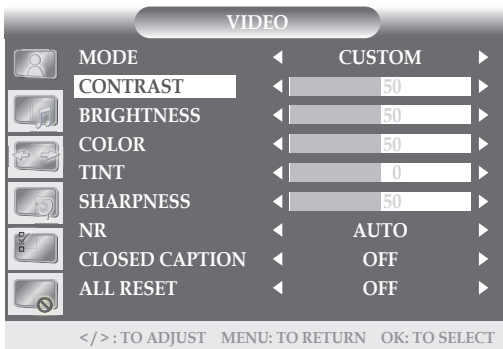 VIDEO
MODE CUSTOM
CONTRAST 50
BRIGHTNESS 50
COLOR 50
TINT 0
SHARPNESS 50
NR AUTO
CLOSED CAPTION OFF
ALL RESET OFF
</>: TO ADJUST MENU: TO RETURN OK: TO SELECT